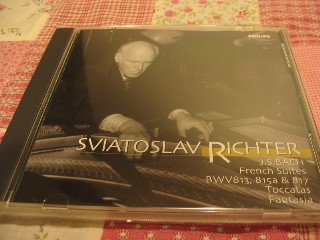 PHILIPS
SVIATOSLAV RICHTER
J.S.BACH
French Suites
BWV813, 815a & 817
Toccatas
Fantasia